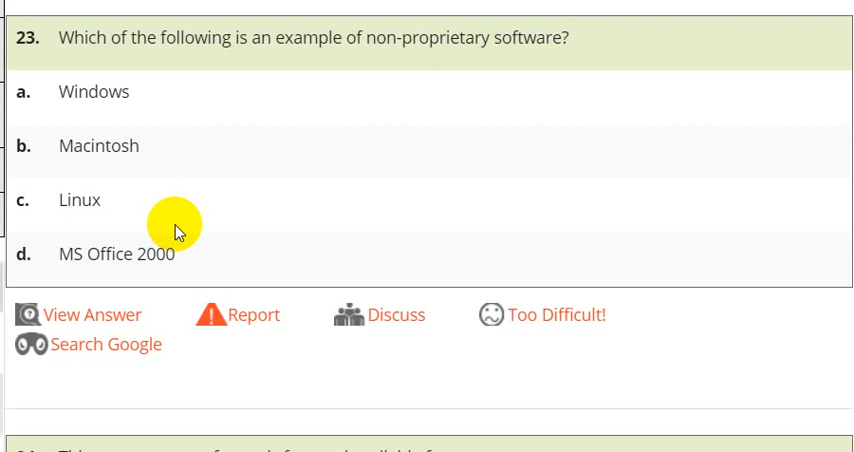 23. Which of the following is an example of non-proprietary software?
a. Windows
b. Macintosh
c. Linux
d. MS Office 2000
View Answer Report Discuss Too Difficult!
Search Google